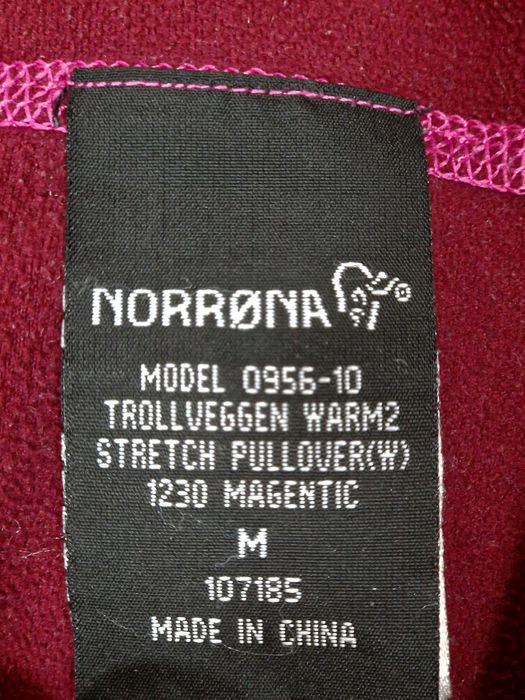 NORRØNA
MODEL 0956-10
TROLLVEGGEN WARM2
STRETCH PULLOVER(W)
1230 MAGENTIC
M
107185
MADE IN CHINA